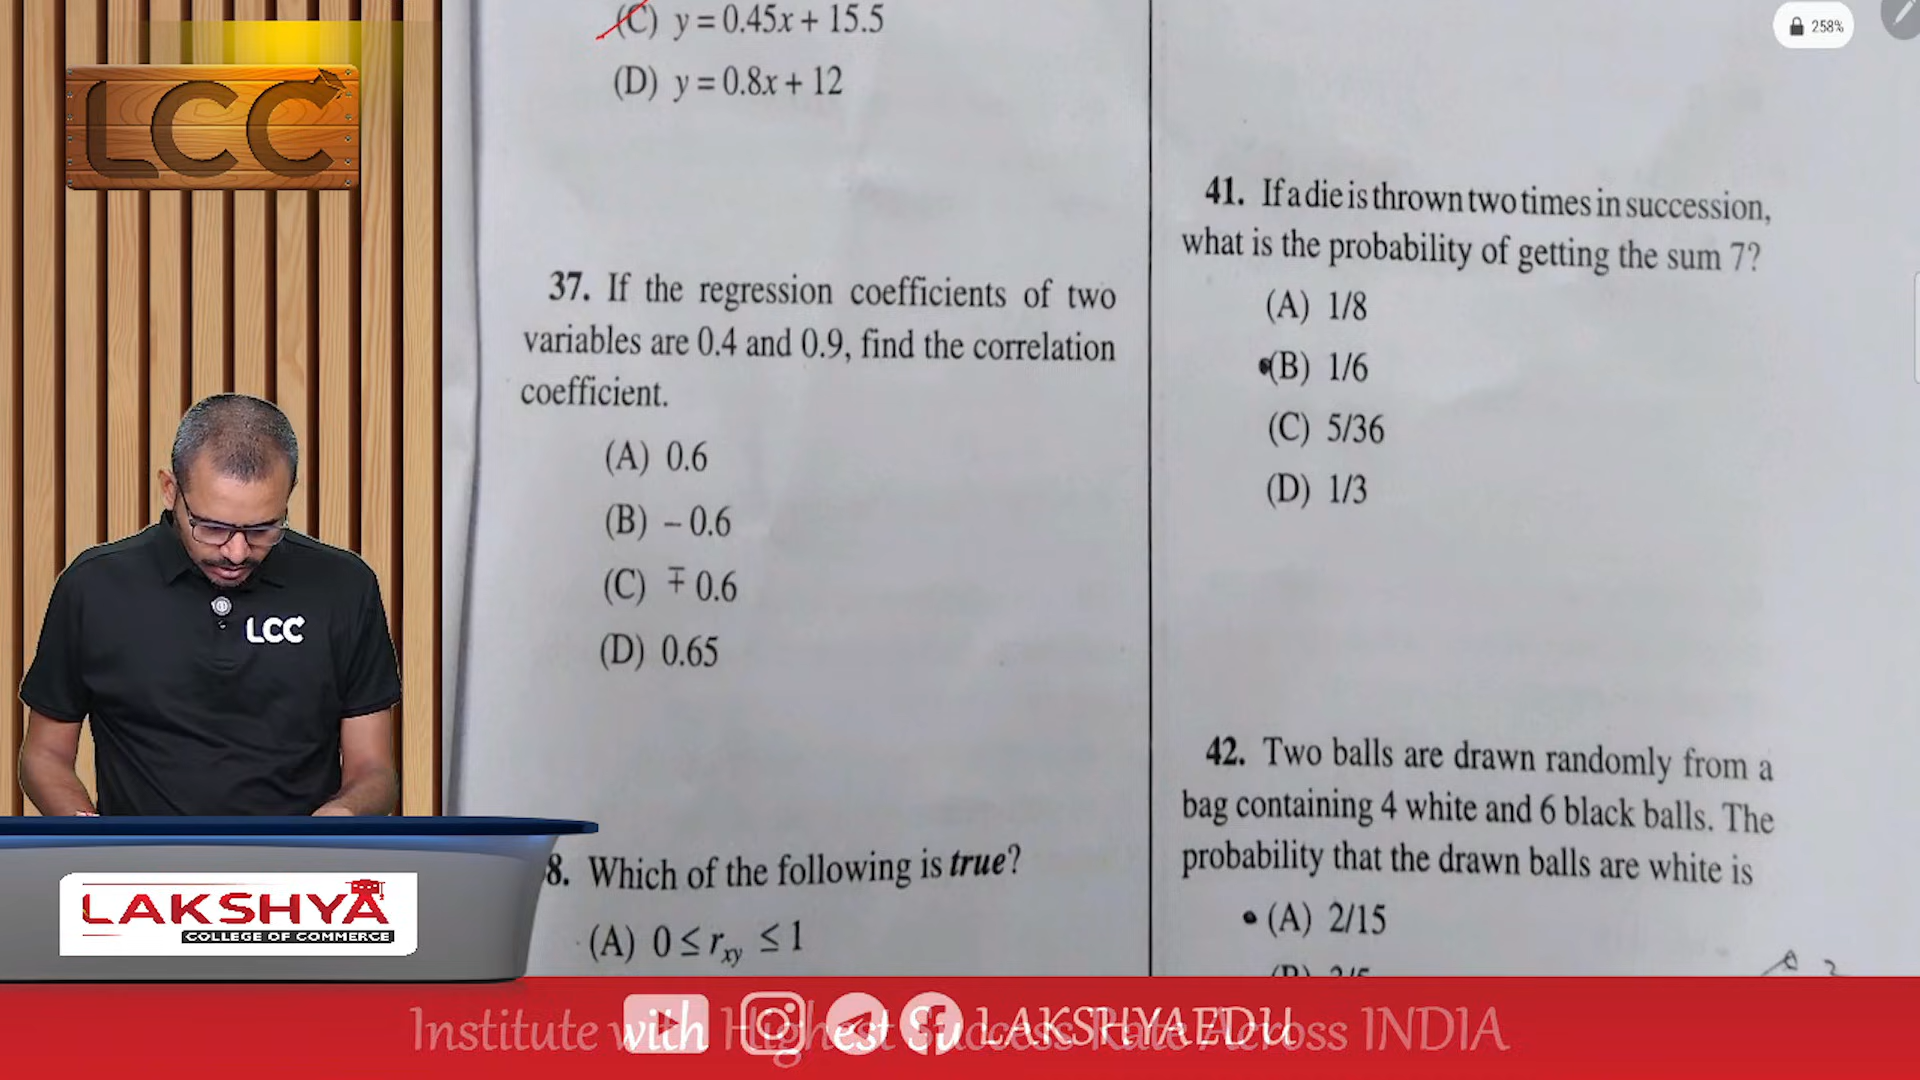 LCC
LCC
LAKSHYA
COLLEGE OF COMMERCE
(C) y = 0.45x + 15.5
(D) y = 0.8x + 12
37. If the regression coefficients of two
variables are 0.4 and 0.9, find the correlation
coefficient.
(A) 0.6
(B) – 0.6
(C) ∓ 0.6
(D) 0.65
8. Which of the following is true?
(A) 0 ≤ rxy ≤ 1
258%
41. If a die is thrown two times in succession,
what is the probability of getting the sum 7?
(A) 1/8
(B) 1/6
(C) 5/36
(D) 1/3
42. Two balls are drawn randomly from a
bag containing 4 white and 6 black balls. The
probability that the drawn balls are white is
(A) 2/15
Institute with Highest Success Rate Across INDIA
LAKSHYAEDU